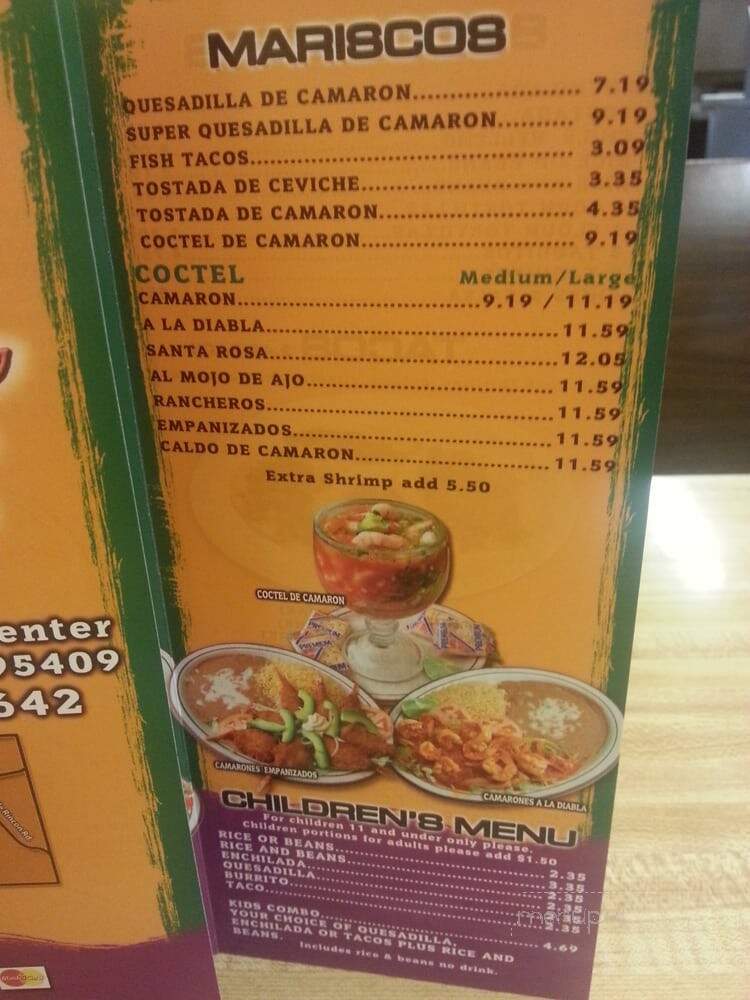 MARISCOS
QUESADILLA DE CAMARON..................... 7.19
SUPER QUESADILLA DE CAMARON.......... 9.19
FISH TACOS........................................ 3.09
TOSTADA DE CEVICHE.......................... 3.35
TOSTADA DE CAMARON........................ 4.35
COCTEL DE CAMARON.......................... 9.19
COCTEL Medium/Large
CAMARON.............................9.19 / 11.19
A LA DIABLA...................................11.59
SANTA ROSA...................................12.05
AL MOJO DE AJO..............................11.59
RANCHEROS...................................11.59
EMPANIZADOS................................11.59
CALDO DE CAMARON........................11.59
Extra Shrimp add 5.50
COCTEL DE CAMARON
PREMIUM
PREMIUM
CAMARONES EMPANIZADOS
CAMARONES A LA DIABLA
CHILDREN'S MENU
For children 11 and under only please.
Children portions for adults please add $1.50
RICE OR BEANS.............................. 2.35
RICE AND BEANS............................ 3.35
ENCHILADA................................... 2.35
QUESADILLA.................................. 2.35
BURRITO....................................... 2.35
TACO............................................ 2.35
KIDS COMBO................................. 4.69
YOUR CHOICE OF QUESADILLA,
ENCHILADA OR TACOS PLUS RICE AND
BEANS.
Includes rice & beans no drink.
enter
95409
642
Rincon Rd